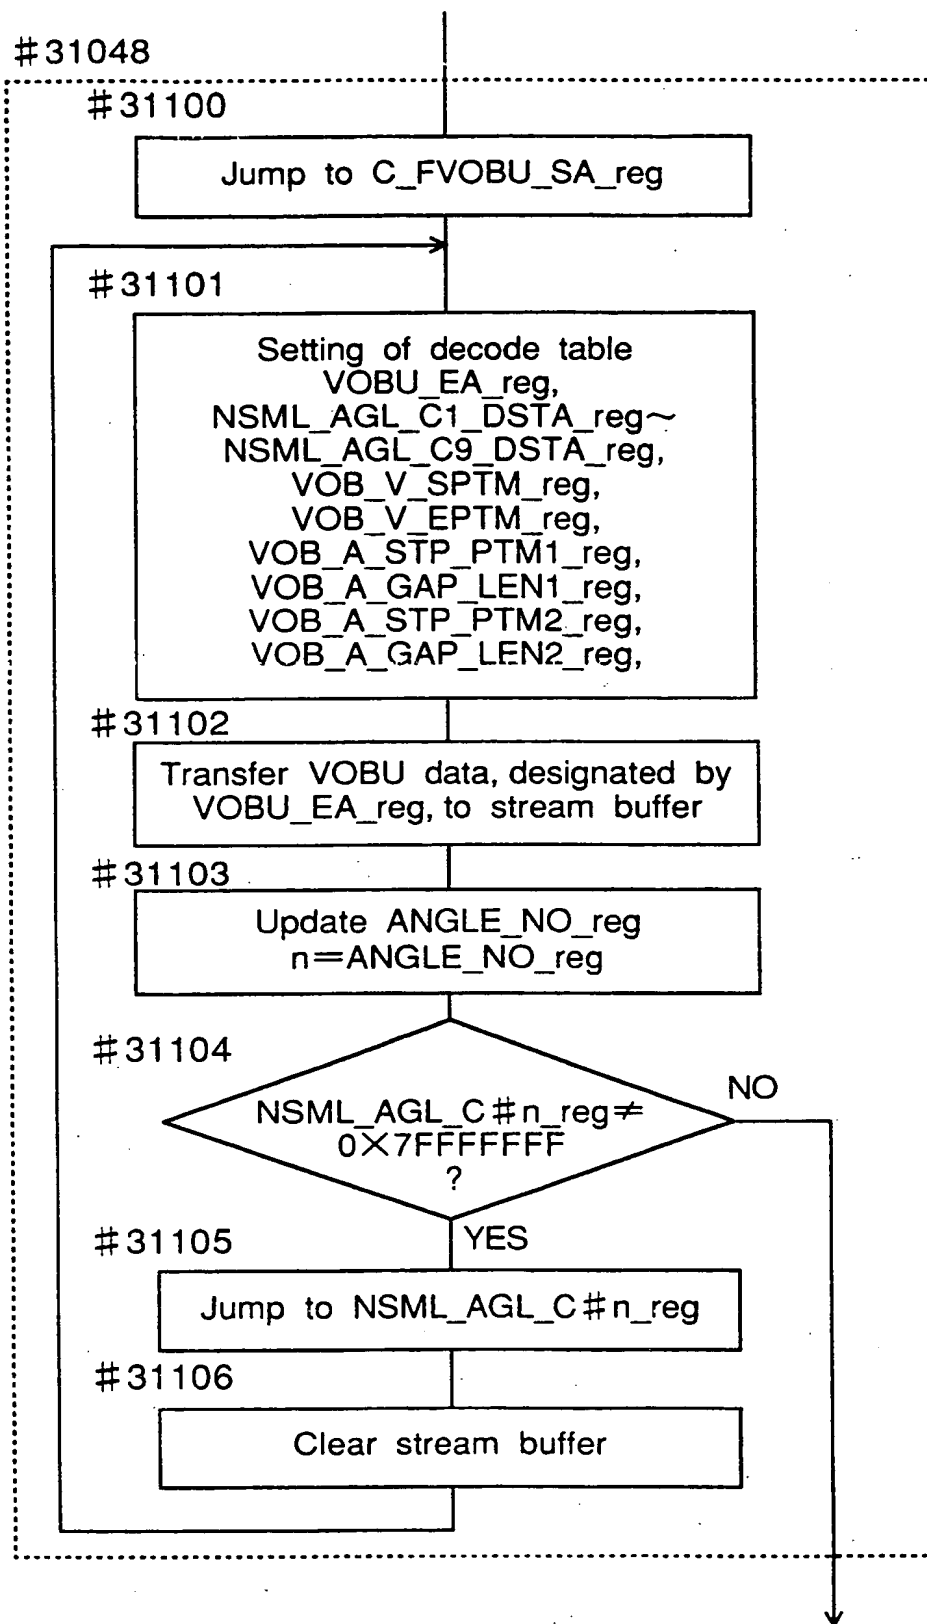 #31048
#31100
Jump to C_FVOBU_SA_reg
#31101
Setting of decode table
VOBU_EA_reg,
NSML_AGL_C1_DSTA_reg~
NSML_AGL_C9_DSTA_reg,
VOB_V_SPTM_reg,
VOB_V_EPTM_reg,
VOB_A_STP_PTM1_reg,
VOB_A_GAP_LEN1_reg,
VOB_A_STP_PTM2_reg,
VOB_A_GAP_LEN2_reg,
#31102
Transfer VOBU data, designated by
VOBU_EA_reg, to stream buffer
#31103
Update ANGLE_NO_reg
n=ANGLE_NO_reg
#31104
NO
NSML_AGL_C#n_reg≠
0×7FFFFFFF
?
YES
#31105
Jump to NSML_AGL_C#n_reg
#31106
Clear stream buffer